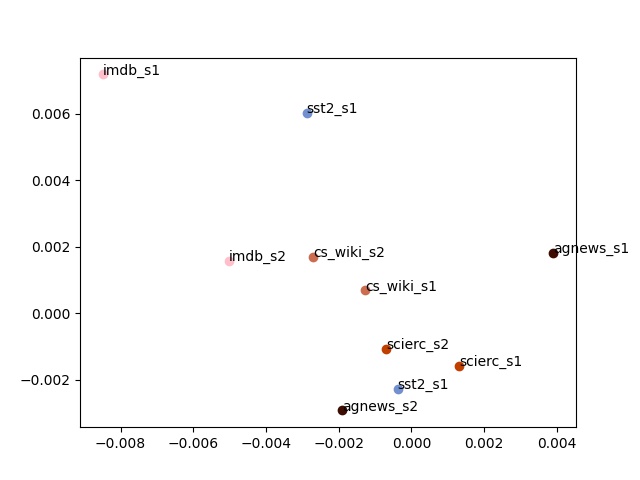 imdb_s1
sst2_s1
agnews_s1
imdb_s2
cs_wiki_s2
cs_wiki_s1
scierc_s2
scierc_s1
sst2_s1
agnews_s2
0.006
0.004
0.002
0.000
−0.002
−0.008
−0.006
−0.004
−0.002
0.000
0.002
0.004